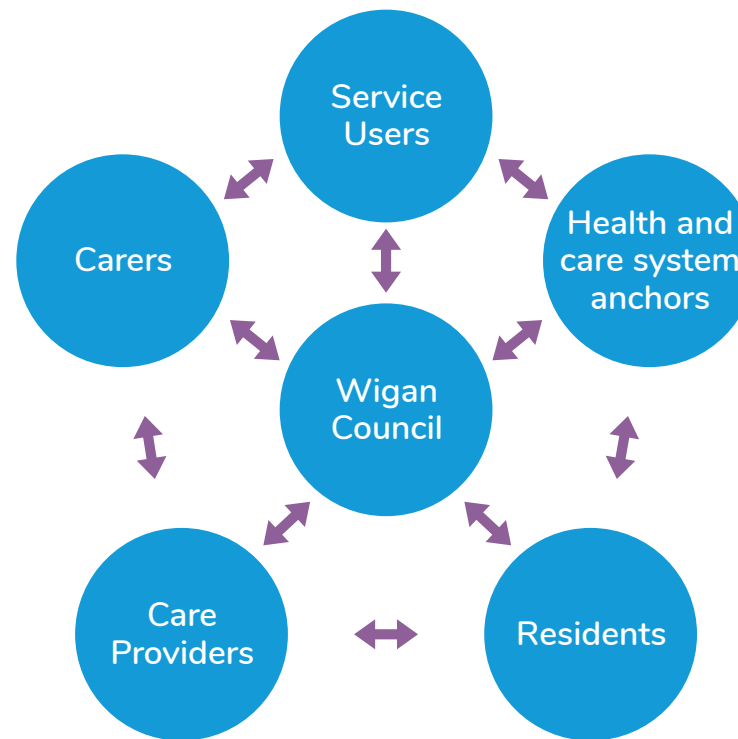 Service
Users
Carers
Health and
care system
anchors
Wigan
Council
Care
Providers
Residents